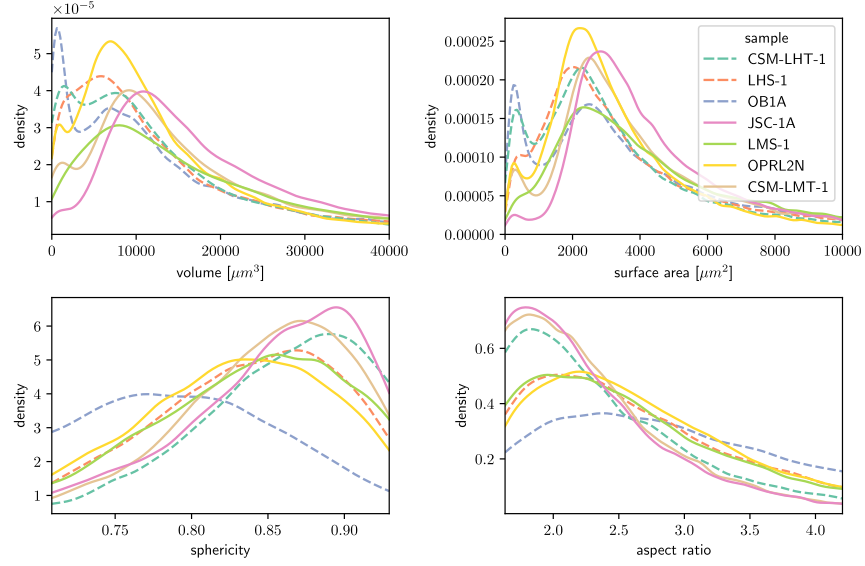 ×10⁻⁵
5
4
3
2
1
density
0
10000
20000
30000
40000
volume [μm³]
0.00025
0.00020
0.00015
0.00010
0.00005
0.00000
density
0
2000
4000
6000
8000
10000
surface area [μm²]
sample
CSM-LHT-1
LHS-1
OB1A
JSC-1A
LMS-1
OPRL2N
CSM-LMT-1
6
5
4
3
2
1
density
0.75
0.80
0.85
0.90
sphericity
0.6
0.4
0.2
density
2.0
2.5
3.0
3.5
4.0
aspect ratio